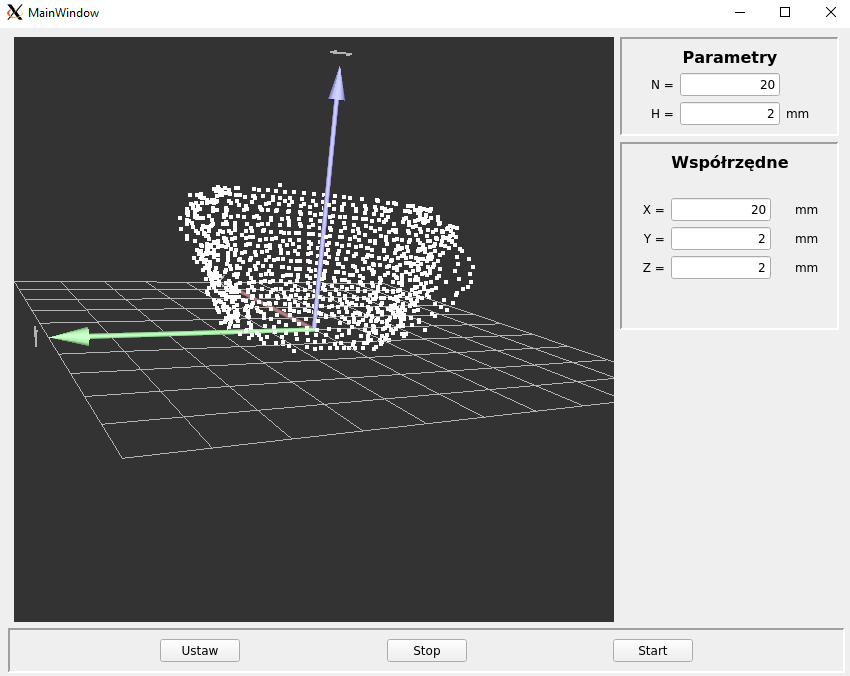 MainWindow
Parametry
N = 20
H = 2 mm
Współrzędne
X = 20 mm
Y = 2 mm
Z = 2 mm
Ustaw Stop Start